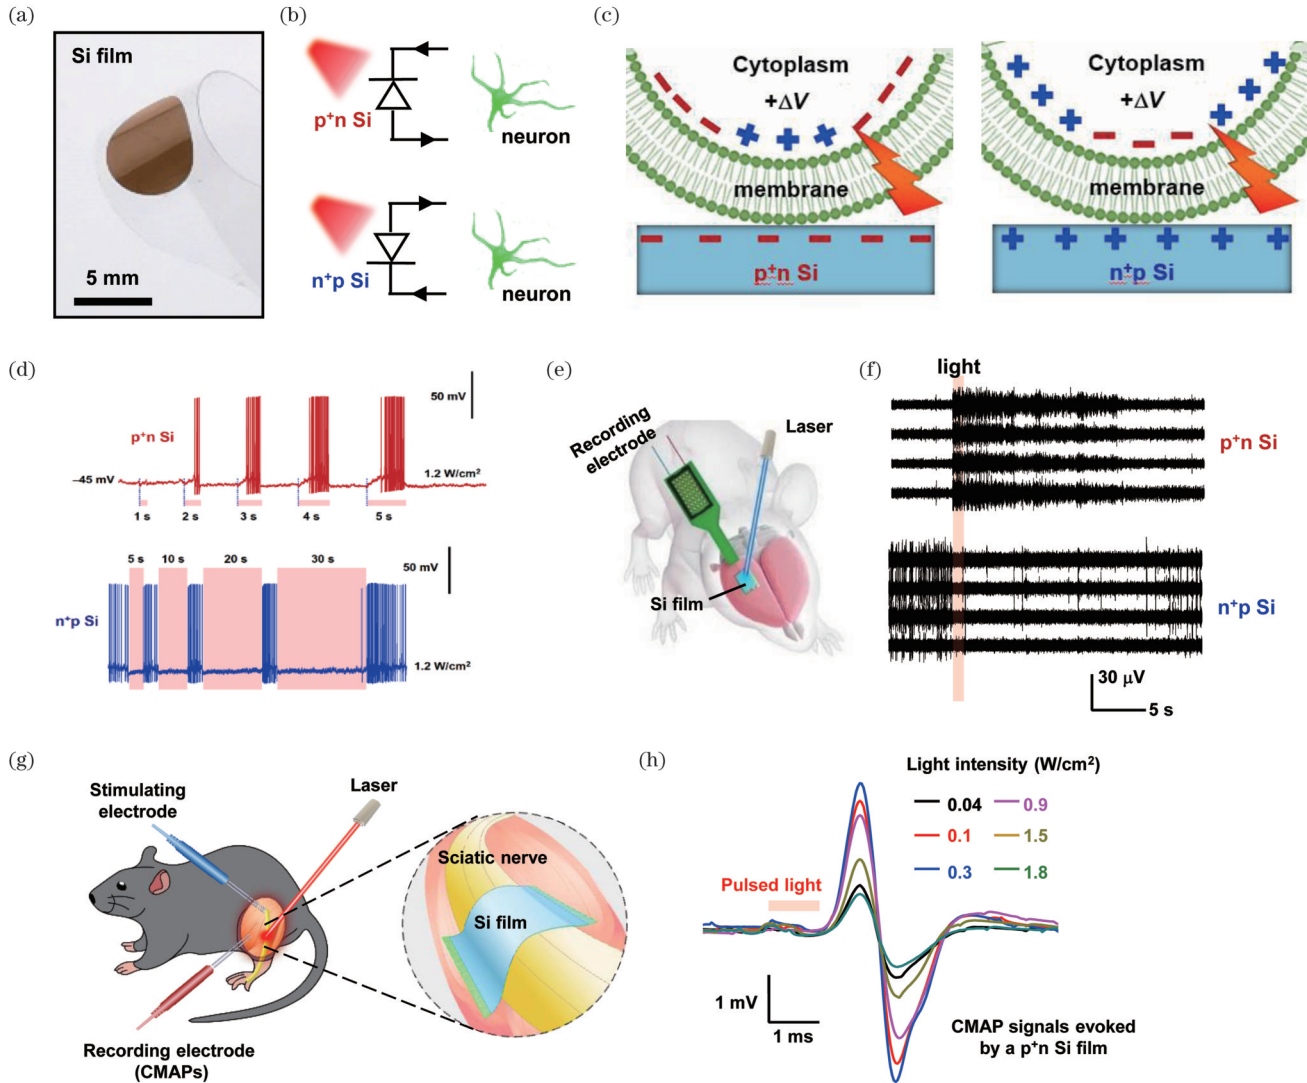 (a)
Si film
5 mm
(b)
p⁺n Si
neuron
n⁺p Si
neuron
(c)
Cytoplasm
+ΔV
membrane
p⁺n Si
Cytoplasm
+ΔV
membrane
n⁺p Si
(d)
50 mV
p⁺n Si
1.2 W/cm²
−45 mV
1 s 2 s 3 s 4 s 5 s
5 s 10 s 20 s 30 s
50 mV
n⁺p Si
1.2 W/cm²
(e)
Recording
electrode
Laser
Si film
(f)
light
p⁺n Si
n⁺p Si
30 μV
5 s
(g)
Stimulating
electrode
Laser
Sciatic nerve
Si film
Recording electrode
(CMAPs)
(h)
Light intensity (W/cm²)
0.04 0.9
0.1 1.5
0.3 1.8
Pulsed light
1 mV
1 ms
CMAP signals evoked
by a p⁺n Si film